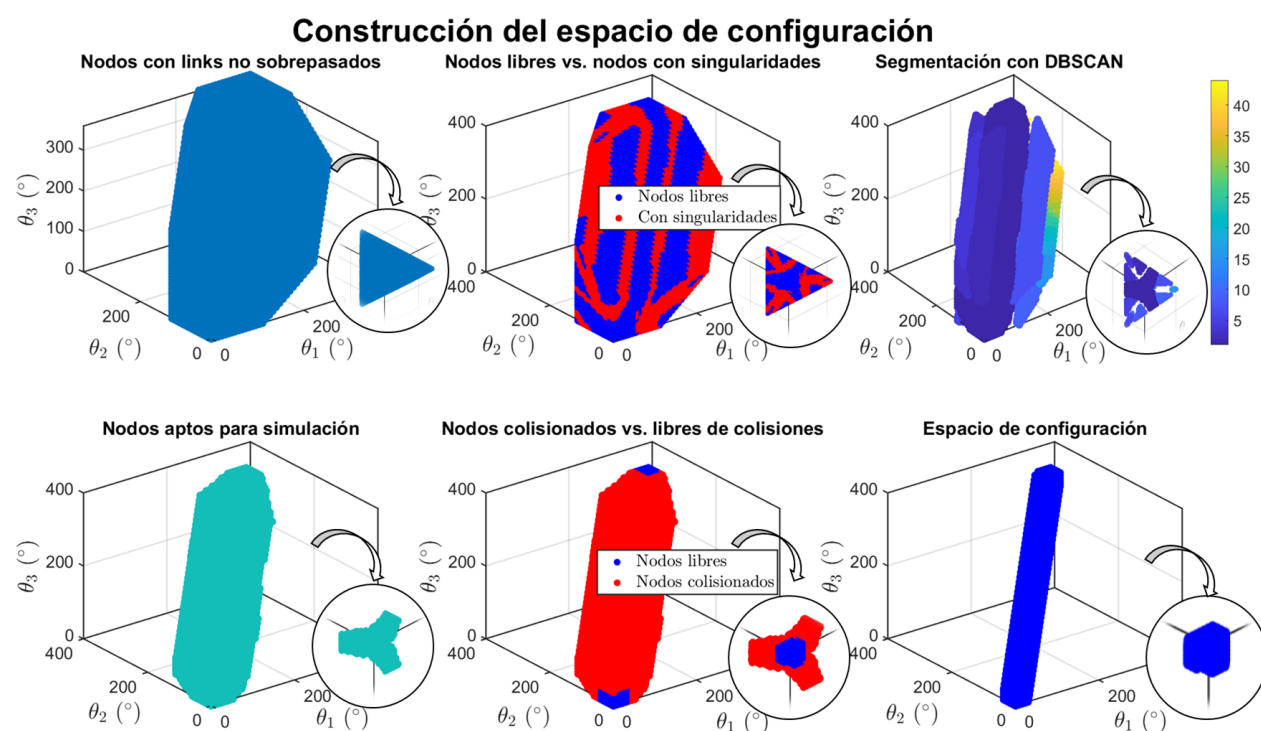 Construcción del espacio de configuración
Nodos con links no sobrepasados
300
200
100
0
θ3 (°)
200
θ2 (°)
0
0
200
θ1 (°)
Nodos libres vs. nodos con singularidades
400
200
0
400
θ3 (°)
Nodos libres
Con singularidades
200
θ2 (°)
0
0
200
θ1 (°)
Segmentación con DBSCAN
400
200
0
400
θ3 (°)
200
θ2 (°)
0
0
200
θ1 (°)
40
35
30
25
20
15
10
5
Nodos aptos para simulación
400
200
0
400
θ3 (°)
200
θ2 (°)
0
0
200
θ1 (°)
Nodos colisionados vs. libres de colisiones
400
200
0
400
θ3 (°)
Nodos libres
Nodos colisionados
200
θ2 (°)
0
0
200
θ1 (°)
Espacio de configuración
400
200
0
400
θ3 (°)
200
θ2 (°)
0
0
200
θ1 (°)